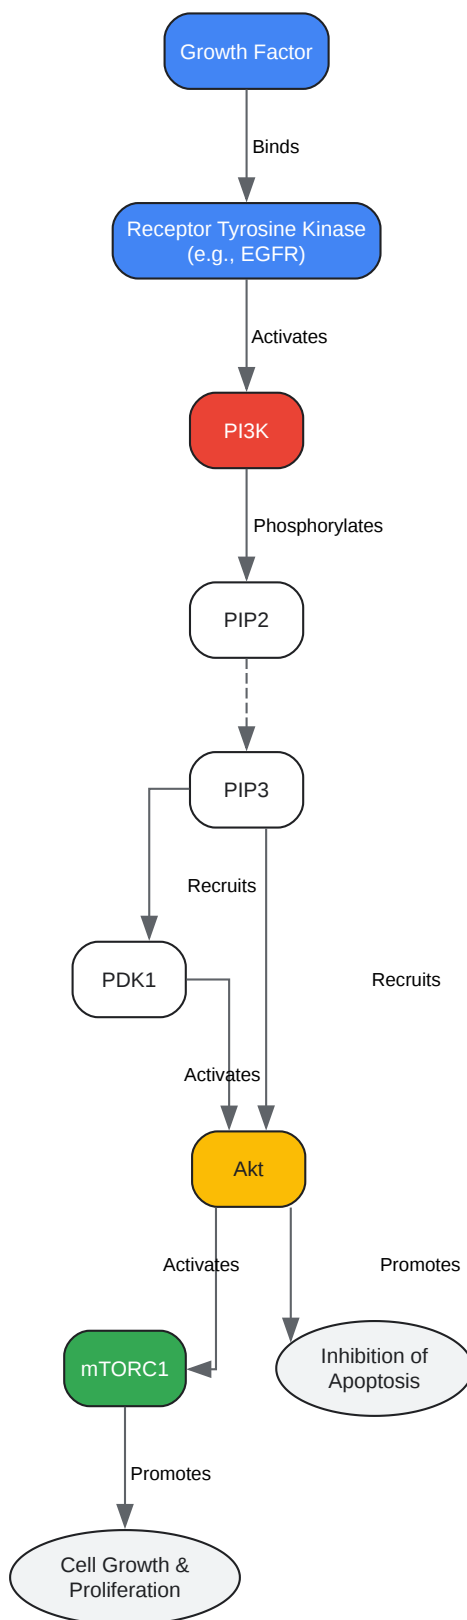 Growth Factor
Binds
Receptor Tyrosine Kinase
(e.g., EGFR)
Activates
PI3K
Phosphorylates
PIP2
PIP3
Recruits
PDK1
Recruits
Activates
Akt
Activates
Promotes
mTORC1
Inhibition of
Apoptosis
Promotes
Cell Growth &
Proliferation